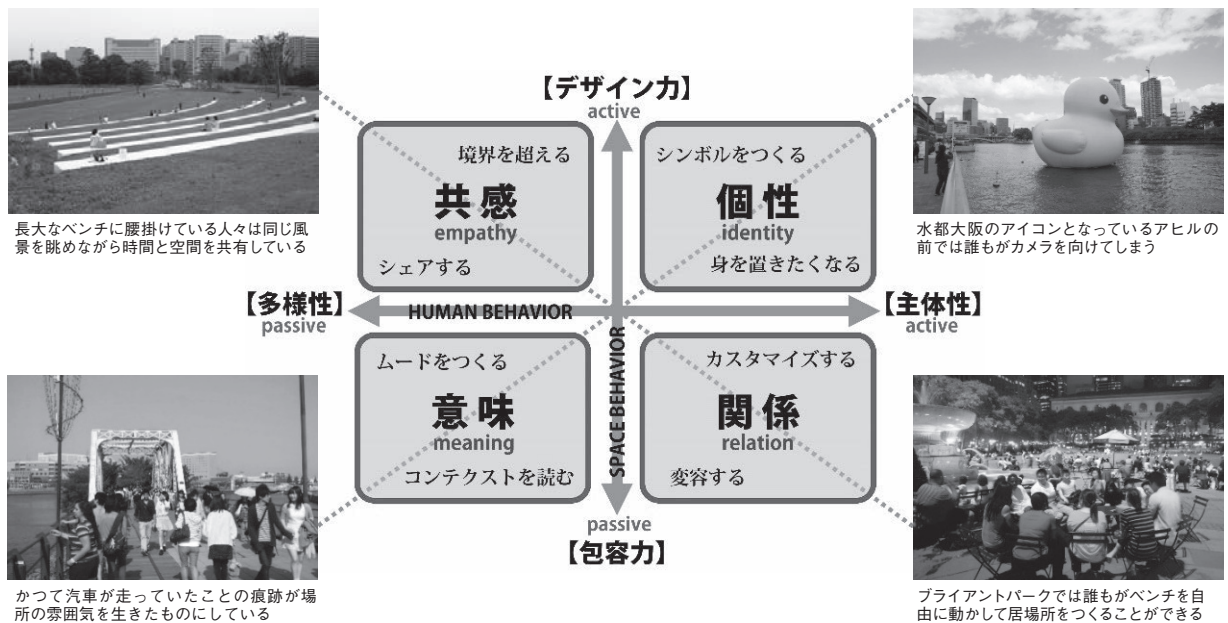 【デザイン力】
active
境界を超える
共感
empathy
シェアする
シンボルをつくる
個性
identity
身を置きたくなる
長大なベンチに腰掛けている人々は同じ風
景を眺めながら時間と空間を共有している
水都大阪のアイコンとなっているアヒルの
前では誰もがカメラを向けてしまう
【多様性】
passive
HUMAN BEHAVIOR
【主体性】
active
SPACE BEHAVIOR
ムードをつくる
意味
meaning
コンテクストを読む
カスタマイズする
関係
relation
変容する
passive
【包容力】
かつて汽車が走っていたことの痕跡が場
所の雰囲気を生きたものにしている
ブライアントパークでは誰もがベンチを自
由に動かして居場所をつくることができる